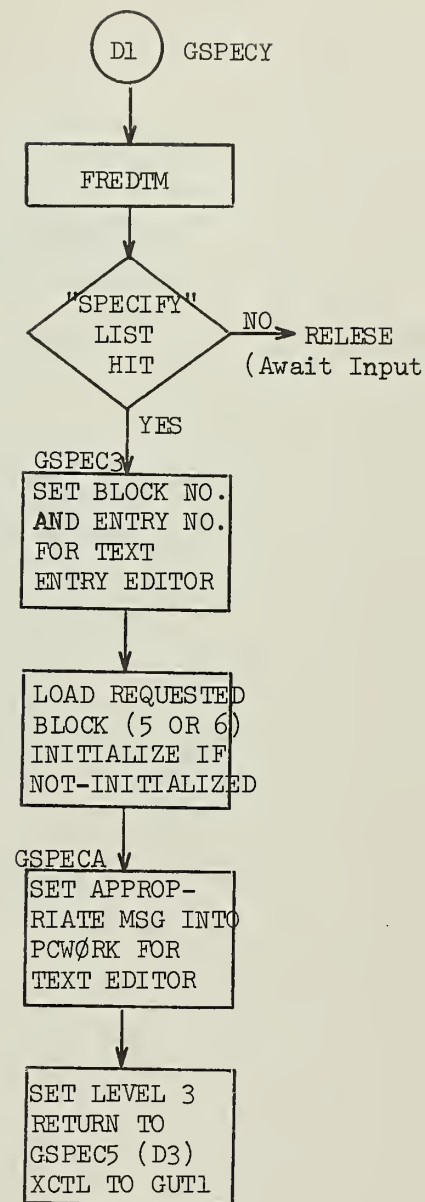 D1 GSPECY
FREDTM
"SPECIFY"
LIST
HIT
NO RELESE
(Await Input
YES
GSPEC3
SET BLOCK NO.
AND ENTRY NO.
FOR TEXT
ENTRY EDITOR
LOAD REQUESTED
BLOCK (5 OR 6)
INITIALIZE IF
NOT-INITIALIZED
GSPECA
SET APPROP-
RIATE MSG INTO
PCWØRK FOR
TEXT EDITOR
SET LEVEL 3
RETURN TO
GSPEC5 (D3)
XCTL TO GUT1